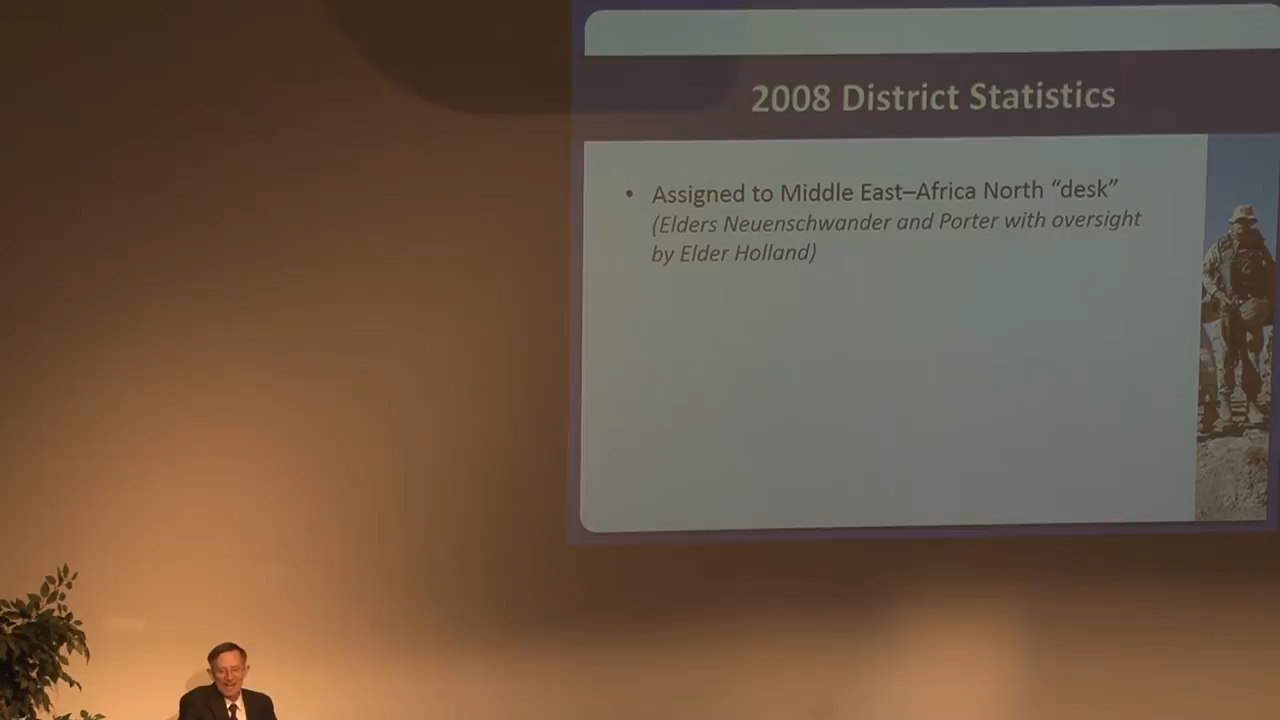 2008 District Statistics
• Assigned to Middle East–Africa North “desk”
(Elders Neuenschwander and Porter with oversight
by Elder Holland)